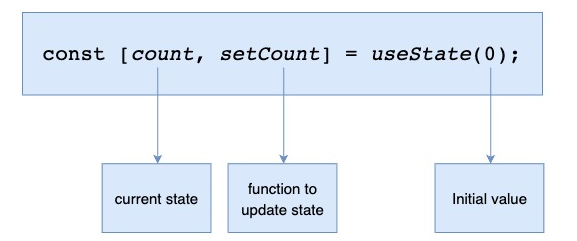 const [count, setCount] = useState(0);
current state
function to
update state
Initial value